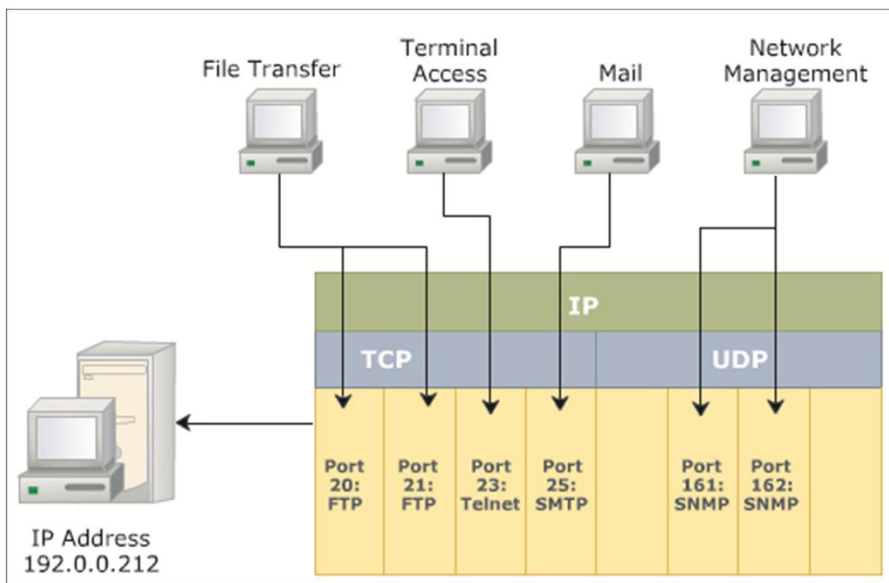 File Transfer
Terminal
Access
Mail
Network
Management
IP
TCP
UDP
Port
20:
FTP
Port
21:
FTP
Port
23:
Telnet
Port
25:
SMTP
Port
161:
SNMP
Port
162:
SNMP
IP Address
192.0.0.212